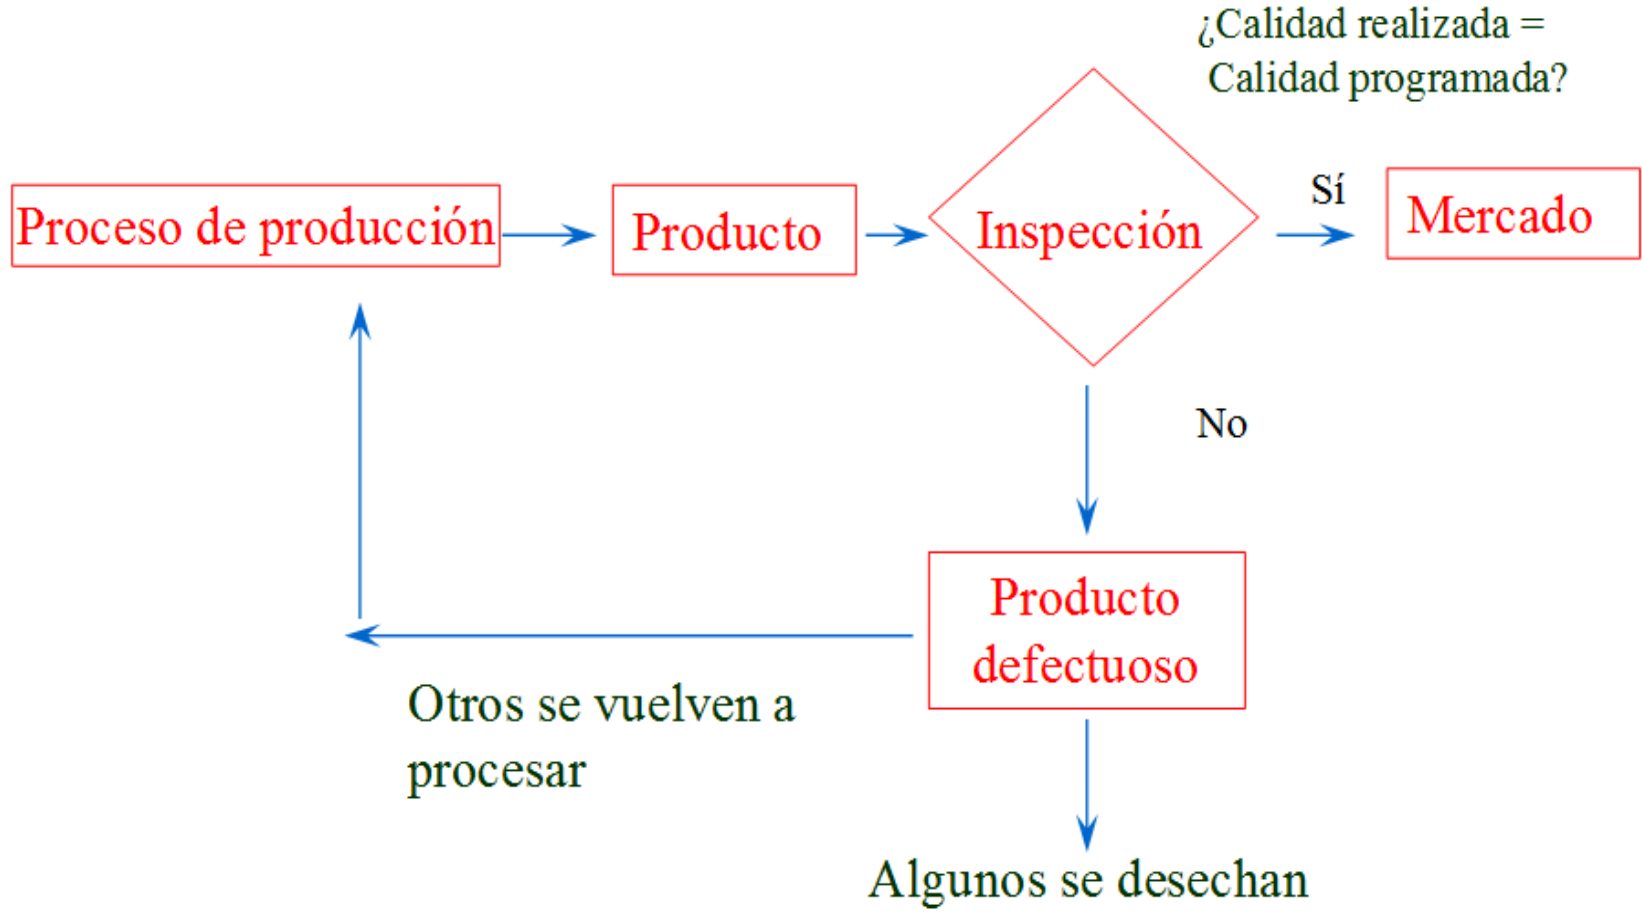 ¿Calidad realizada =
Calidad programada?
Proceso de producción
Producto
Inspección
Sí
Mercado
No
Producto
defectuoso
Otros se vuelven a
procesar
Algunos se desechan